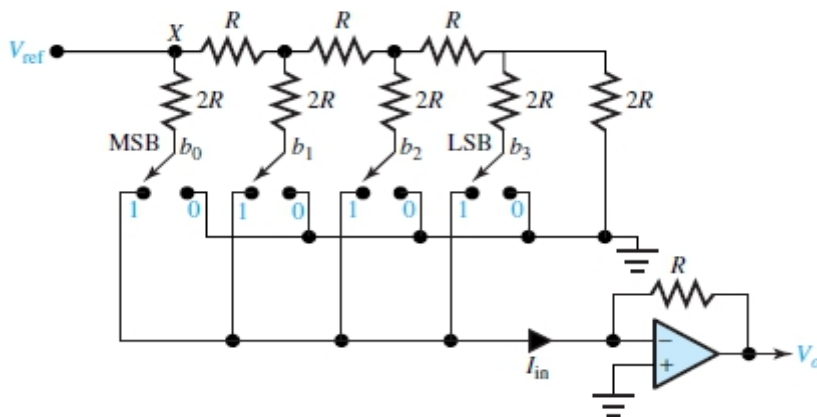 X R R R
V_ref
2R 2R 2R 2R 2R
MSB b_0 b_1 b_2 LSB b_3
1 0 1 0 1 0 1 0
R
I_in
−
+
V_o